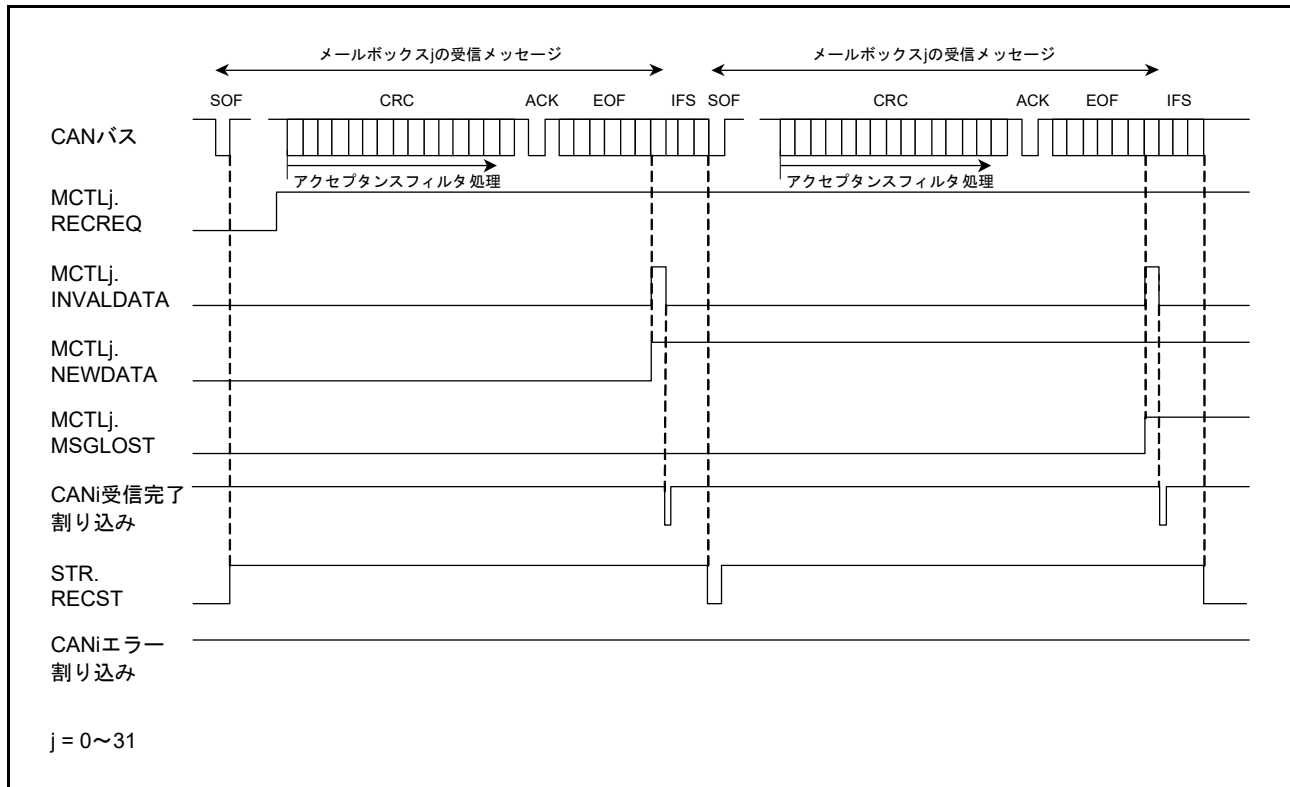 メールボックスjの受信メッセージ メールボックスjの受信メッセージ
SOF CRC ACK EOF IFS SOF CRC ACK EOF IFS
CANバス
アクセプタンスフィルタ処理 アクセプタンスフィルタ処理
MCTLj.
RECREQ
MCTLj.
INVALDATA
MCTLj.
NEWDATA
MCTLj.
MSGLOST
CANi受信完了
割り込み
STR.
RECST
CANiエラー
割り込み
j = 0～31